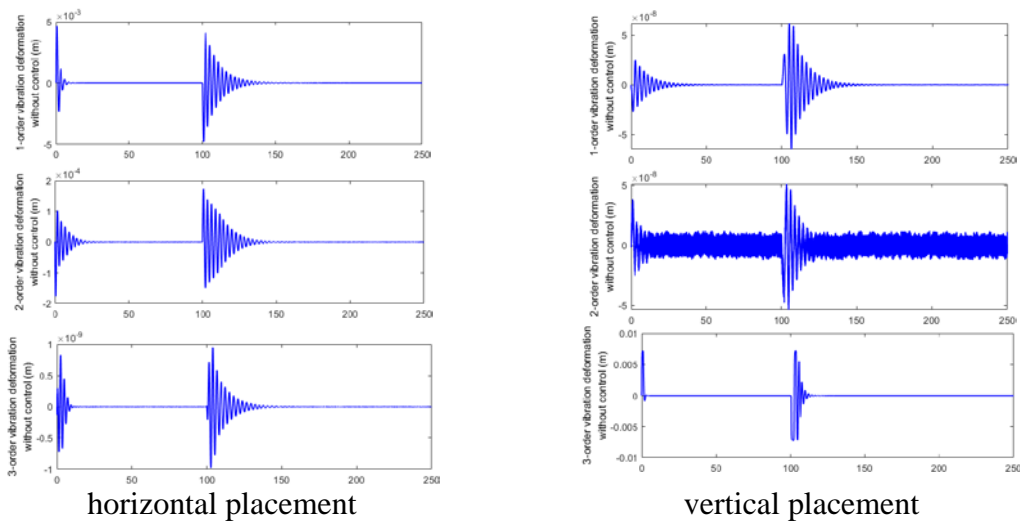 ×10⁻³
1-order vibration deformation
without control (m)
5
0
-5
0 50 100 150 200 250
×10⁻⁴
2-order vibration deformation
without control (m)
2
1
0
-1
-2
0 50 100 150 200 250
×10⁻⁹
3-order vibration deformation
without control (m)
1
0.5
0
-0.5
-1
0 50 100 150 200 250
horizontal placement
1-order vibration deformation
without control (m)
5
0
-5
0 50 100 150 200 250
×10⁻⁸
2-order vibration deformation
without control (m)
5
0
-5
0 50 100 150 200 250
3-order vibration deformation
without control (m)
0.01
0.005
0
-0.005
-0.01
0 50 100 150 200 250
vertical placement